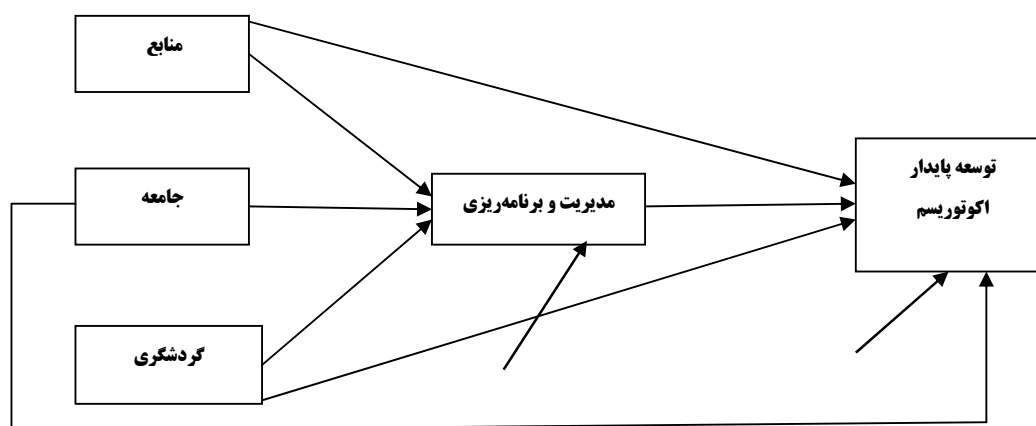 منابع
جامعه
گردشگری
مدیریت و برنامه‌ریزی
توسعه پایدار
اکوتوریسم